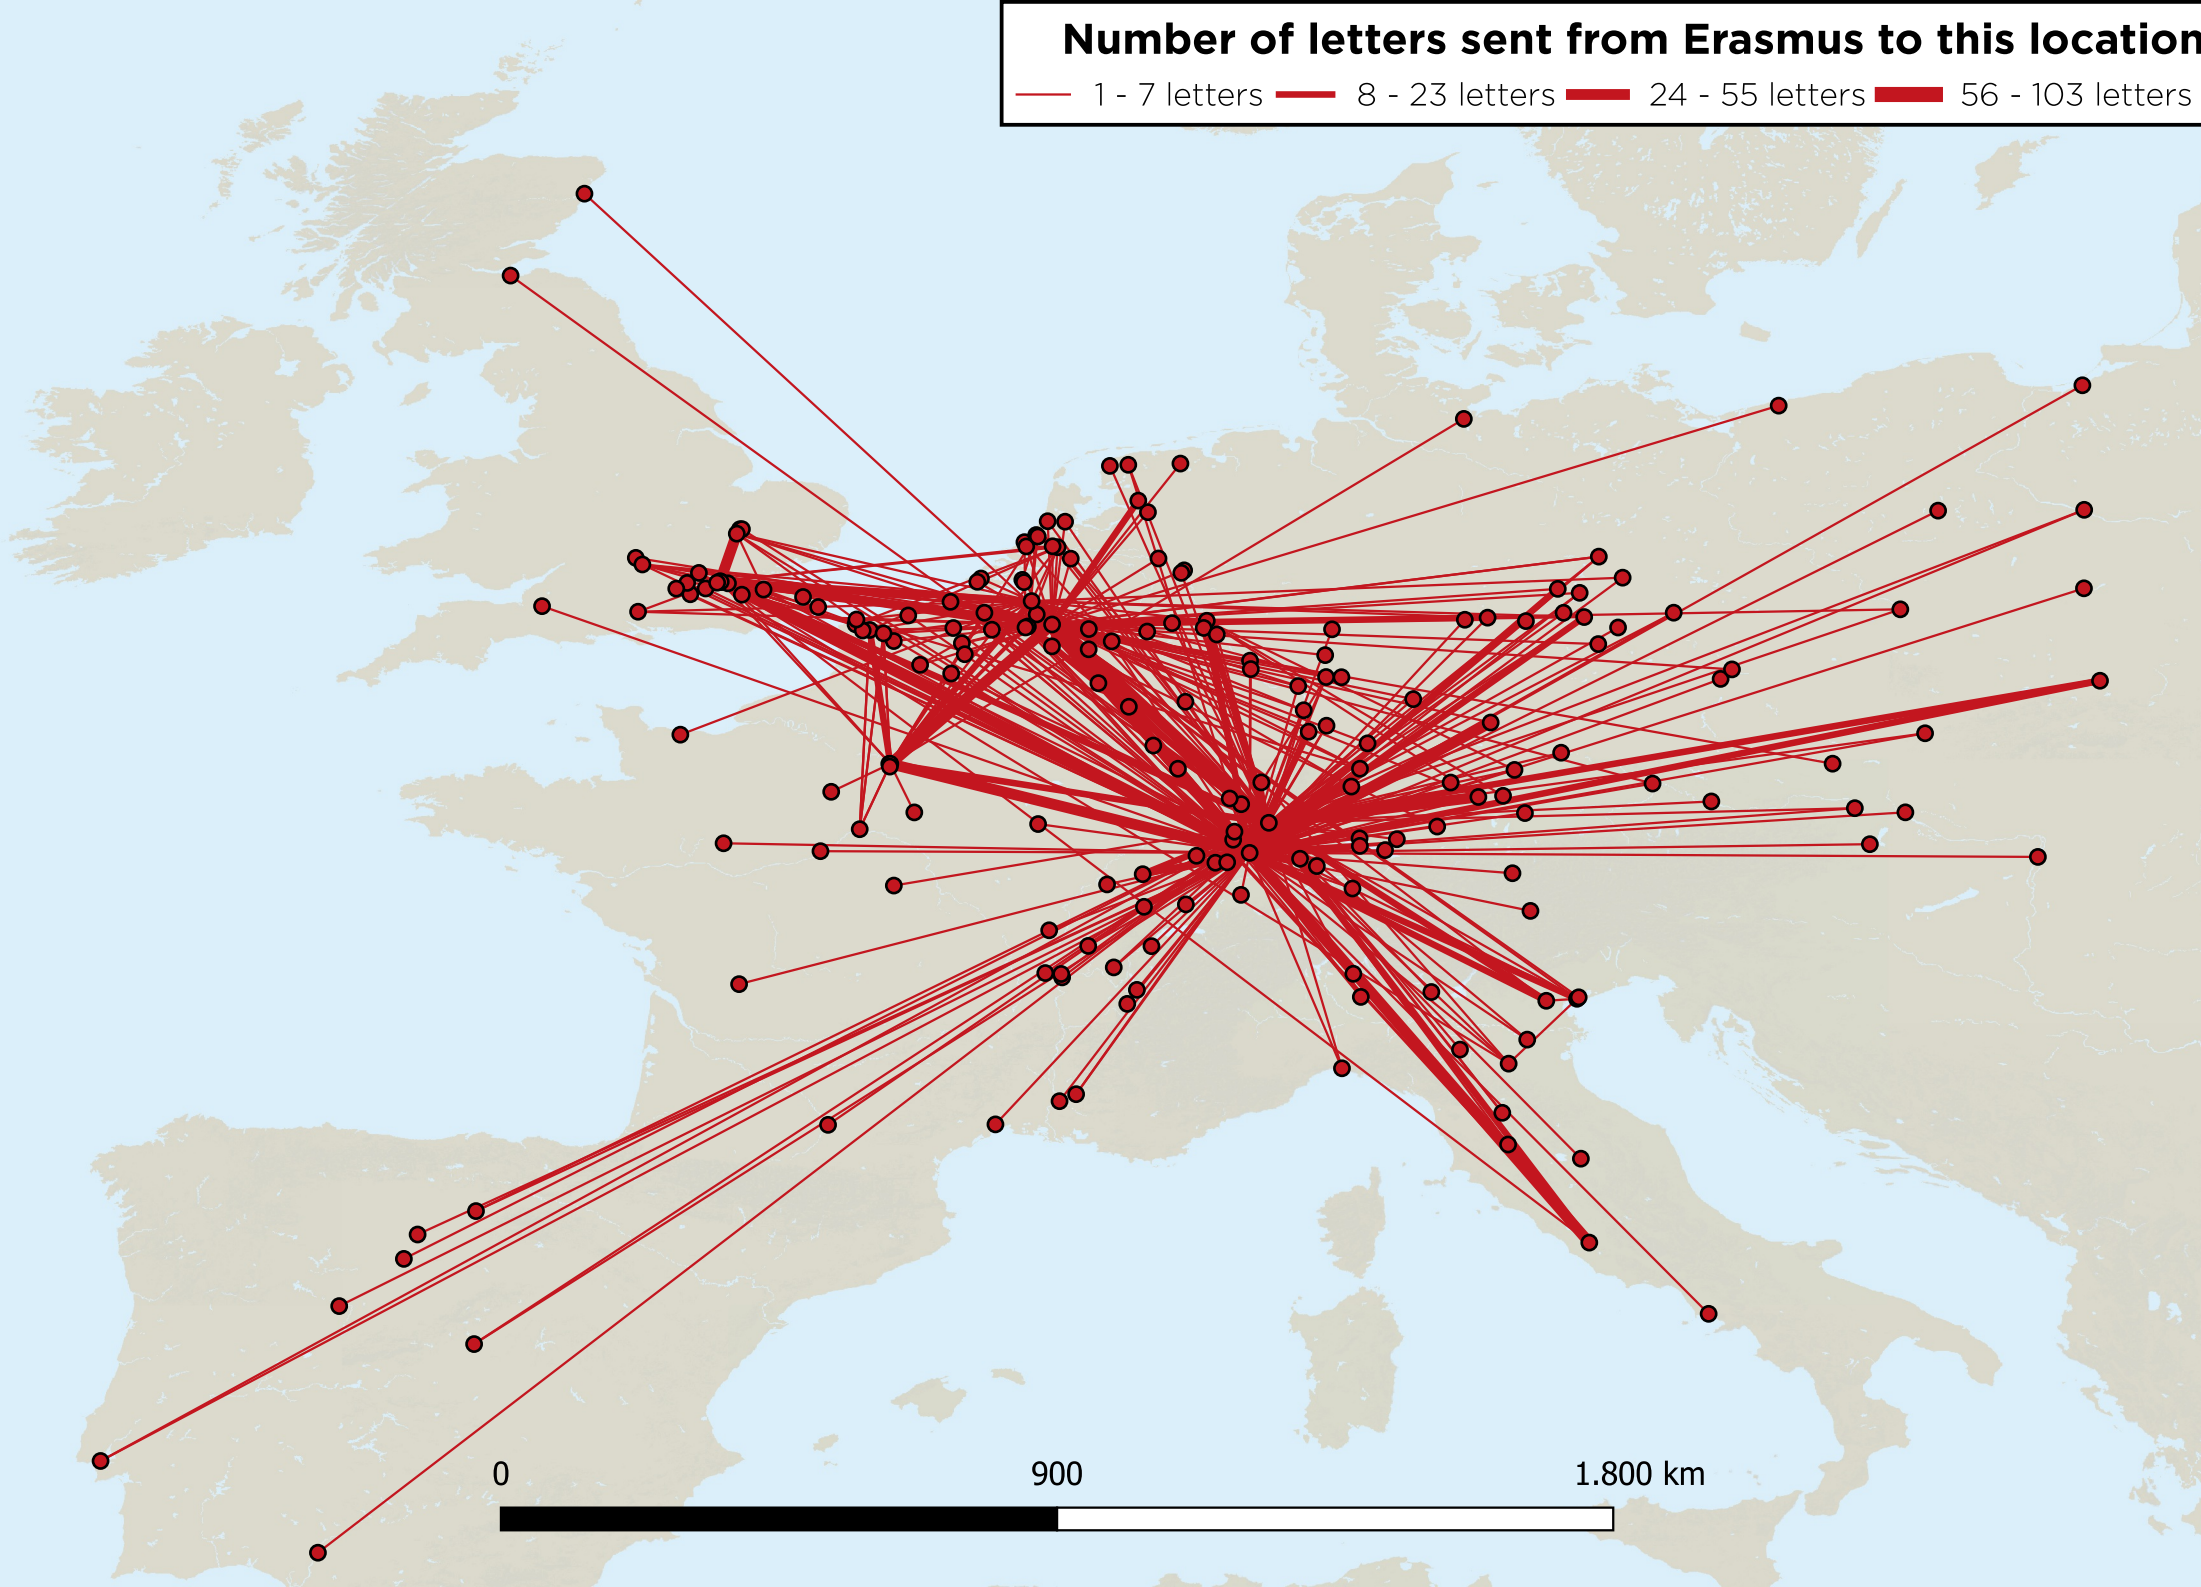 Number of letters sent from Erasmus to this location
1 - 7 letters 8 - 23 letters 24 - 55 letters 56 - 103 letters
0 900 1.800 km